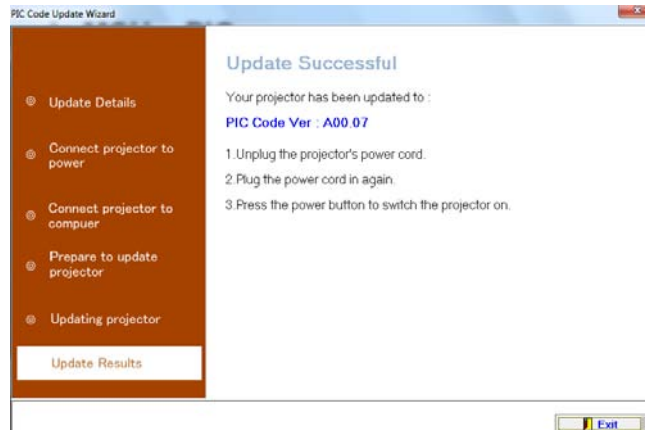 PIC Code Update Wizard
Update Successful
Your projector has been updated to :
PIC Code Ver : A00.07
1.Unplug the projector's power cord.
2.Plug the power cord in again.
3.Press the power button to switch the projector on.
Update Details
Connect projector to
power
Connect projector to
compuer
Prepare to update
projector
Updating projector
Update Results
Exit